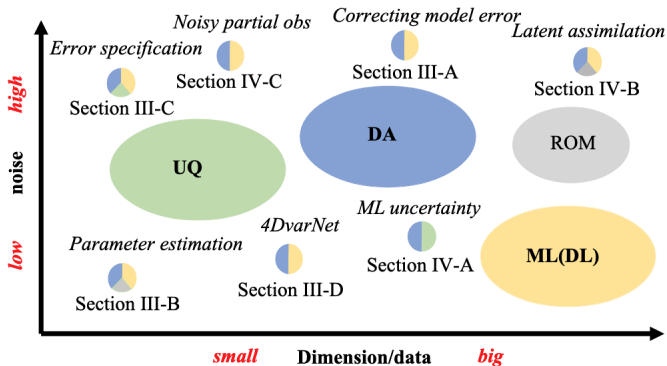 Correcting model error
Noisy partial obs
Latent assimilation
Error specification
Section III-A
Section IV-C
Section IV-B
Section III-C
high
DA
ROM
noise
UQ
ML uncertainty
4DvarNet
Parameter estimation
ML(DL)
low
Section IV-A
Section III-D
Section III-B
small
Dimension/data
big